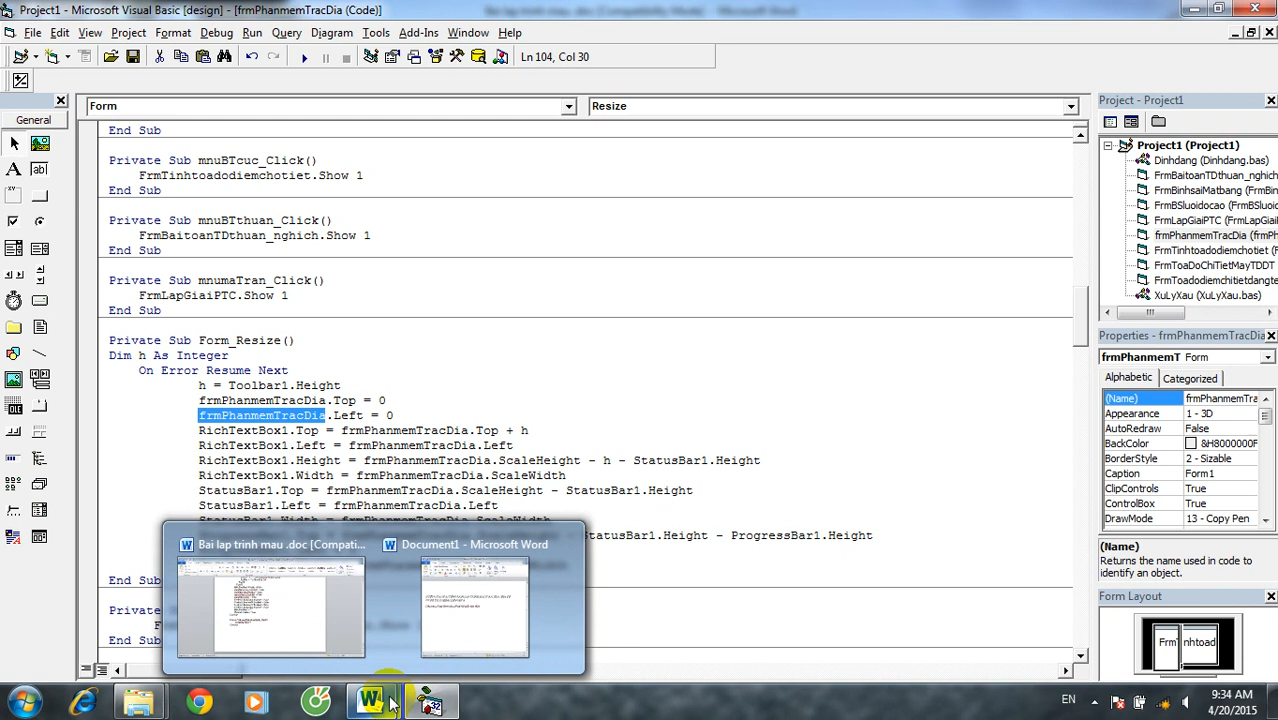 Project1 - Microsoft Visual Basic [design] - [frmPhanmemTracDia (Code)]
File Edit View Project Format Debug Run Query Diagram Tools Add-Ins Window Help
Ln 104, Col 30
General
Form
Resize
End Sub
Private Sub mnuBTcuc_Click()
FrmTinhtoadodiemchotiet.Show 1
End Sub
Private Sub mnuBTthuan_Click()
FrmBaitoanTDthuan_nghich.Show 1
End Sub
Private Sub mnumaTran_Click()
FrmLapGiaiPTC.Show 1
End Sub
Private Sub Form_Resize()
Dim h As Integer
On Error Resume Next
h = Toolbar1.Height
frmPhanmemTracDia.Top = 0
frmPhanmemTracDia.Left = 0
RichTextBox1.Top = frmPhanmemTracDia.Top + h
RichTextBox1.Left = frmPhanmemTracDia.Left
RichTextBox1.Height = frmPhanmemTracDia.ScaleHeight - h - StatusBar1.Height
RichTextBox1.Width = frmPhanmemTracDia.ScaleWidth
StatusBar1.Top = frmPhanmemTracDia.ScaleHeight - StatusBar1.Height
StatusBar1.Left = frmPhanmemTracDia.Left
StatusBar1.Width = frmPhanmemTracDia.ScaleWidth
StatusBar1.Height - ProgressBar1.Height
End Sub
Private
End Sub
Bai lap trinh mau .doc [Compati...
Document1 - Microsoft Word
Project - Project1
Project1 (Project1)
Dinhdang (Dinhdang.bas)
FrmBaitoanTDthuan_nghich
FrmBinhsaiMatbang (FrmBin
FrmBSluoidocao (FrmBSluoi
FrmLapGiaiPTC (FrmLapGia
frmPhanmemTracDia (frmPh
FrmTinhtoadodiemchotiet (F
FrmToaDoChiTietMayTDDT
FrmToadodiemchitietdangte
XuLyXau (XuLyXau.bas)
Properties - frmPhanmemTracDia
frmPhanmemT Form
Alphabetic Categorized
(Name) frmPhanmemTra
Appearance 1 - 3D
AutoRedraw False
BackColor &H8000000F
BorderStyle 2 - Sizable
Caption Form1
ClipControls True
ControlBox True
DrawMode 13 - Copy Pen
(Name)
Returns the name used in code to
identify an object.
Form Layout
Frm nhtoad
EN
9:34 AM
4/20/2015